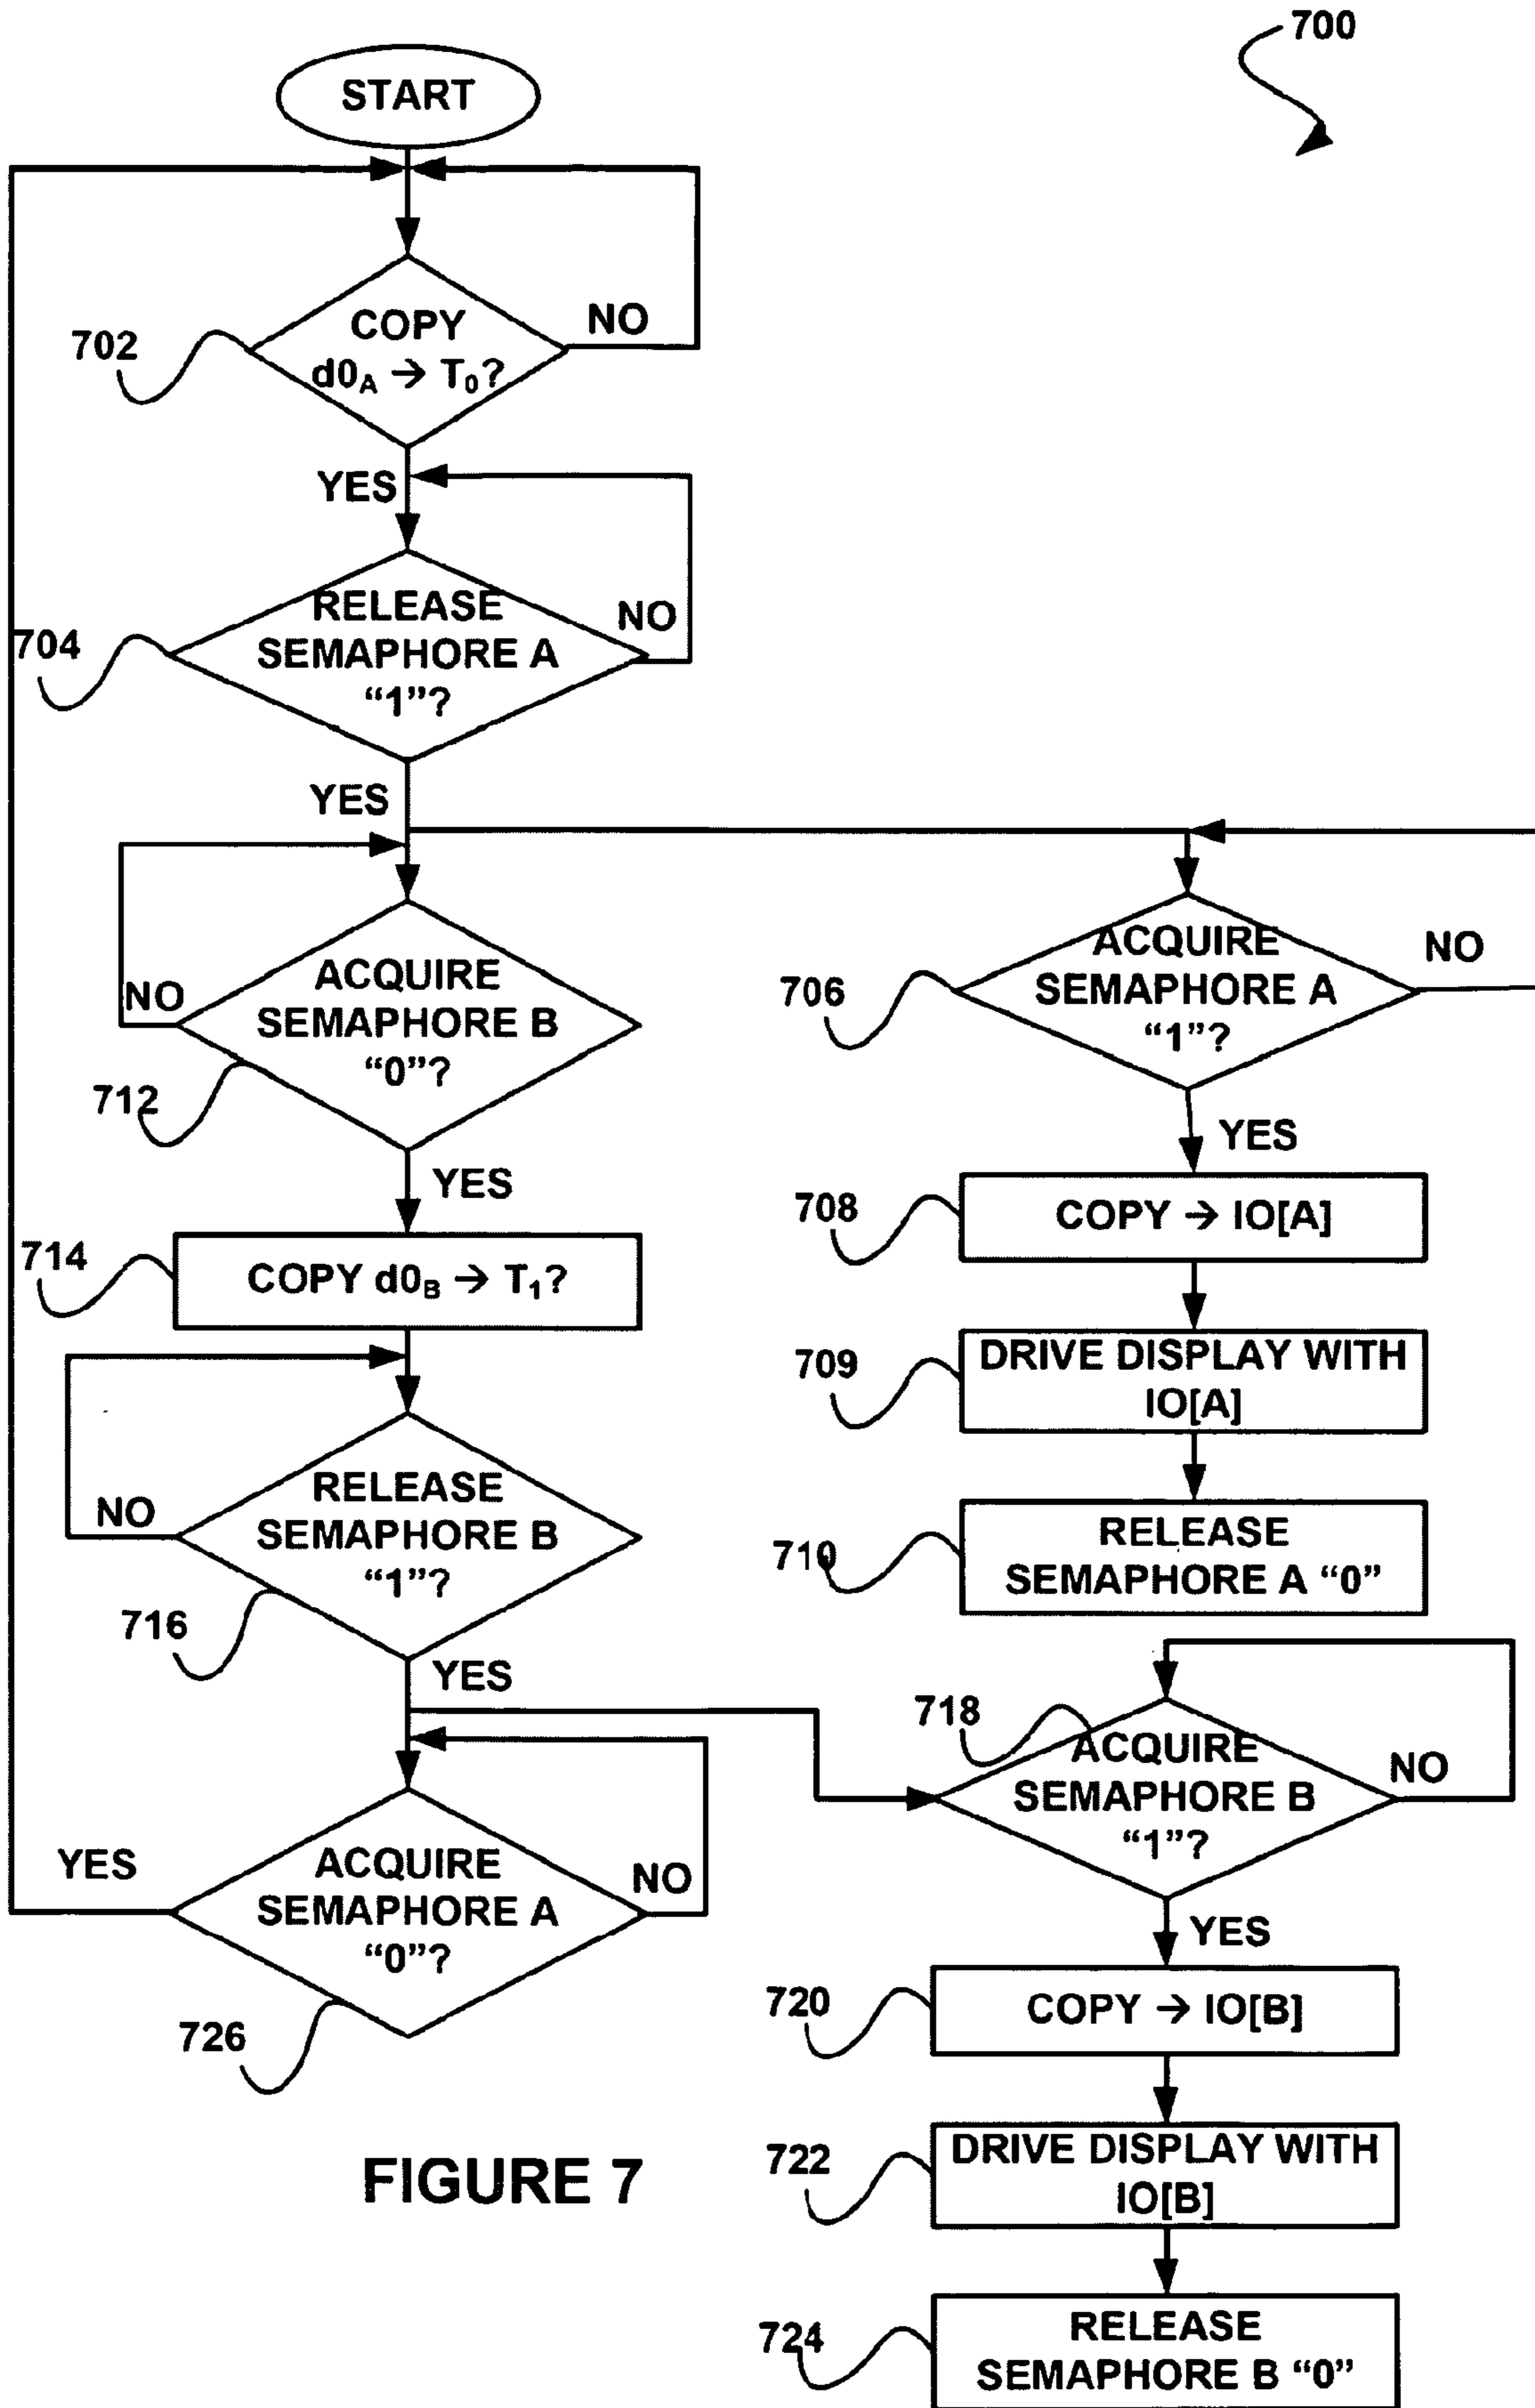 700
START
702
COPY
d0A → T0?
NO
YES
704
RELEASE
SEMAPHORE A
“1”?
NO
YES
712
ACQUIRE
SEMAPHORE B
“0”?
NO
YES
706
ACQUIRE
SEMAPHORE A
“1”?
NO
YES
708
COPY → IO[A]
709
DRIVE DISPLAY WITH
IO[A]
710
RELEASE
SEMAPHORE A “0”
714
COPY d0B → T1?
716
RELEASE
SEMAPHORE B
“1”?
NO
YES
718
ACQUIRE
SEMAPHORE B
“1”?
NO
YES
726
ACQUIRE
SEMAPHORE A
“0”?
NO
YES
720
COPY → IO[B]
722
DRIVE DISPLAY WITH
IO[B]
724
RELEASE
SEMAPHORE B “0”
FIGURE 7